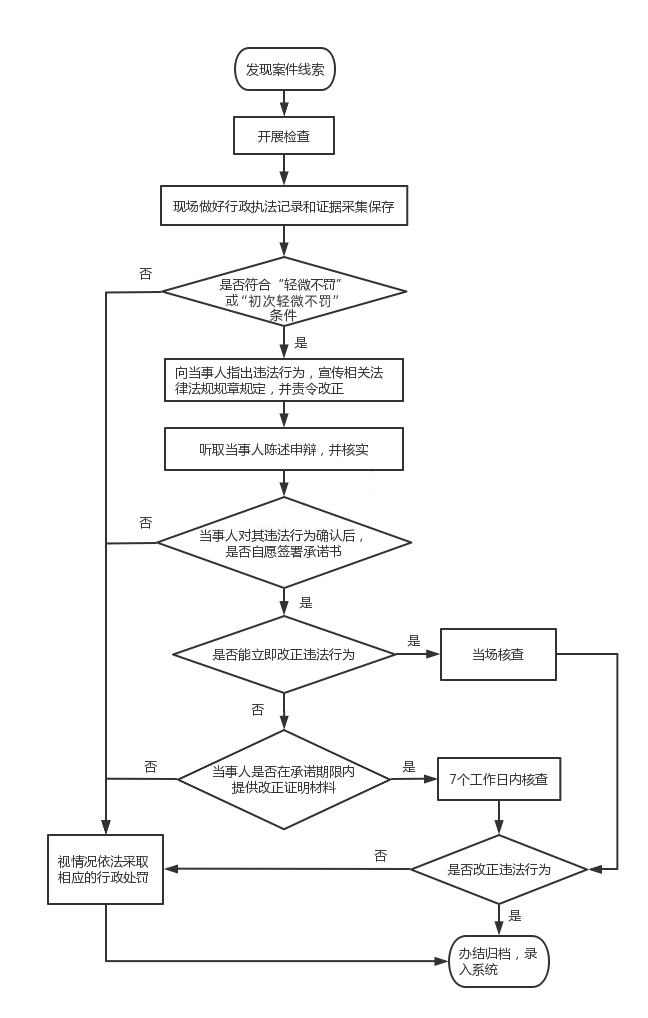 发现案件线索
开展检查
现场做好行政执法记录和证据采集保存
是否符合“轻微不罚”
或“初次轻微不罚”
条件
否
是
向当事人指出违法行为，宣传相关法
律法规规章规定，并责令改正
听取当事人陈述申辩，并核实
当事人对其违法行为确认后，
是否自愿签署承诺书
否
是
是否能立即改正违法行为
是
当场核查
否
当事人是否在承诺期限内
提供改正证明材料
否
是
7个工作日内核查
视情况依法采取
相应的行政处罚
否
是否改正违法行为
是
办结归档，录
入系统